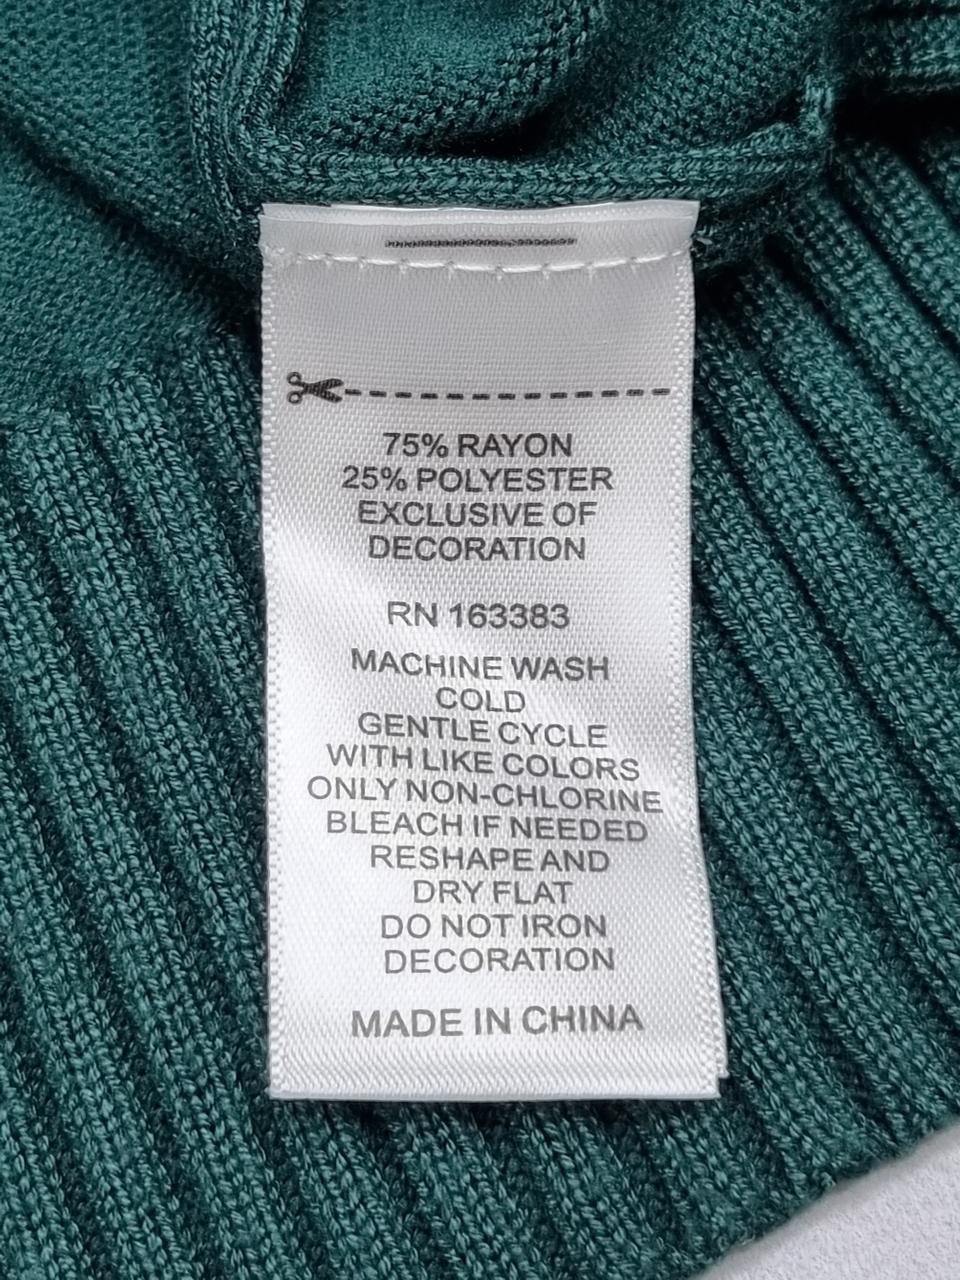 75% RAYON
25% POLYESTER
EXCLUSIVE OF
DECORATION
RN 163383
MACHINE WASH
COLD
GENTLE CYCLE
WITH LIKE COLORS
ONLY NON-CHLORINE
BLEACH IF NEEDED
RESHAPE AND
DRY FLAT
DO NOT IRON
DECORATION
MADE IN CHINA